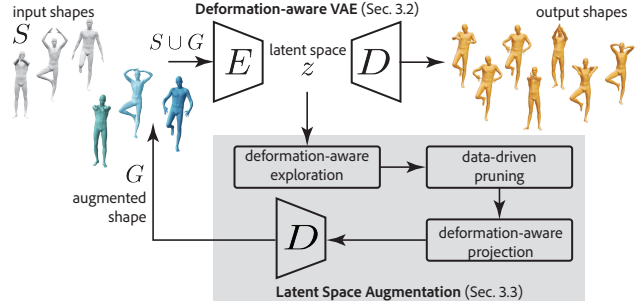 Deformation-aware VAE (Sec. 3.2)
input shapes
S
S ∪ G
E
latent space
z
D
output shapes
G
augmented
shape
deformation-aware
exploration
data-driven
pruning
D
deformation-aware
projection
Latent Space Augmentation (Sec. 3.3)